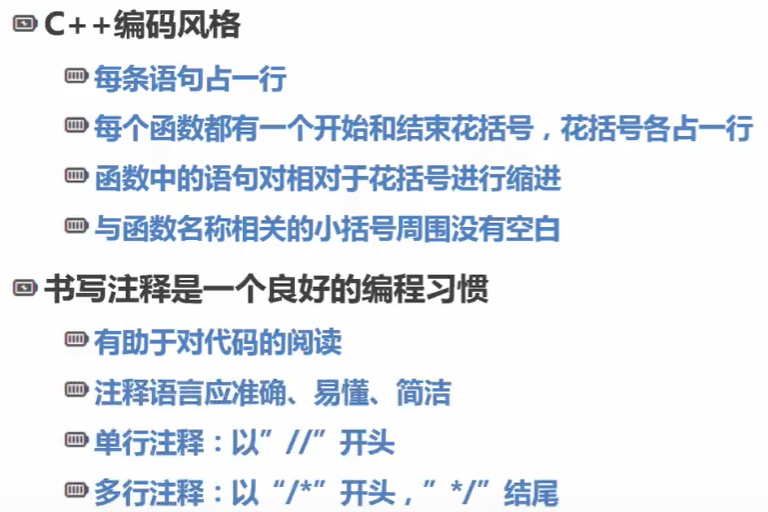 C++编码风格
每条语句占一行
每个函数都有一个开始和结束花括号，花括号各占一行
函数中的语句对相对于花括号进行缩进
与函数名称相关的小括号周围没有空白
书写注释是一个良好的编程习惯
有助于对代码的阅读
注释语言应准确、易懂、简洁
单行注释：以”//”开头
多行注释：以“/*”开头，”*/”结尾